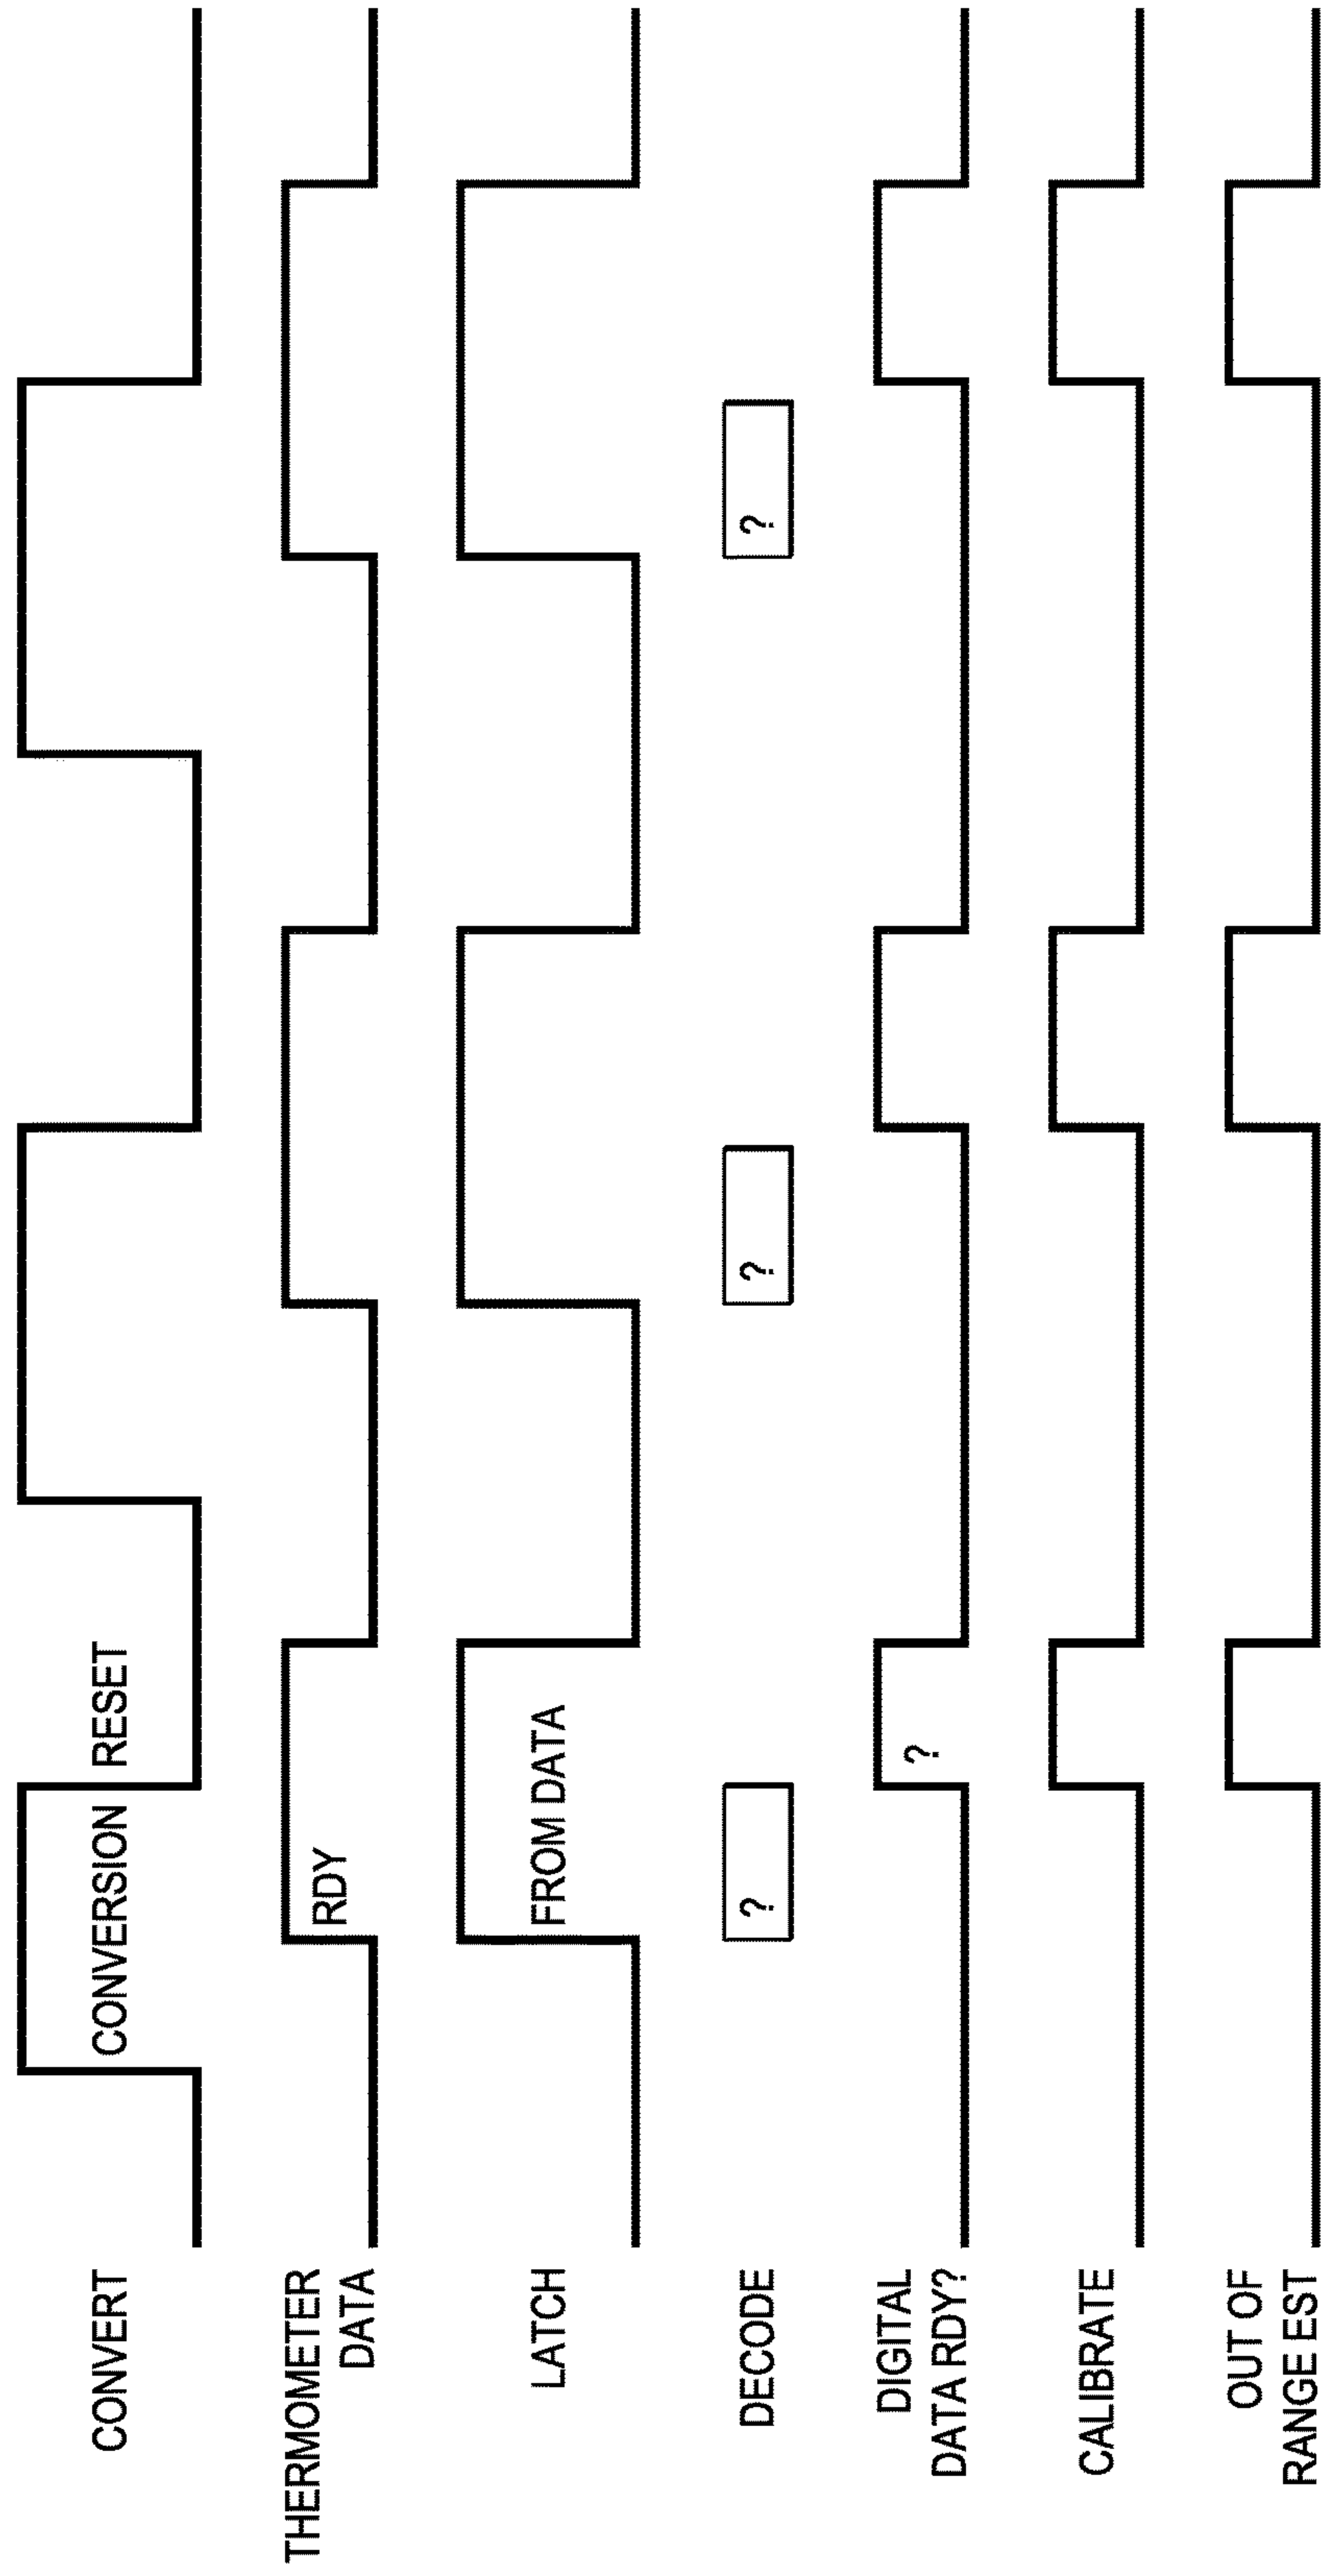 CONVERT
CONVERSION RESET
THERMOMETER
DATA
RDY
LATCH
FROM DATA
DECODE
?
?
?
DIGITAL
DATA RDY?
?
CALIBRATE
OUT OF
RANGE EST